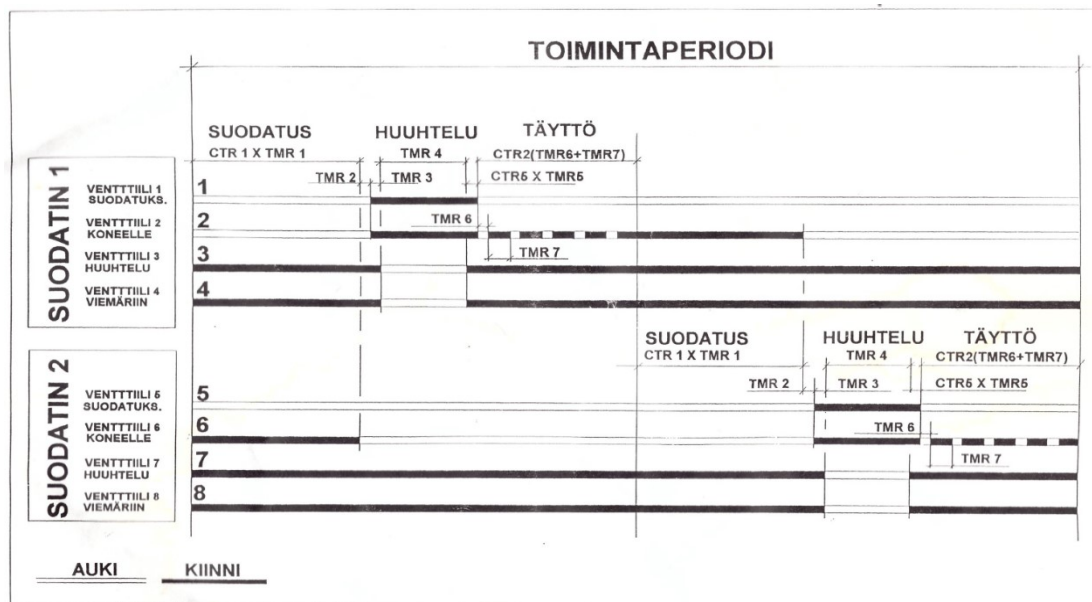 TOIMINTAPERIODI
SUODATUS HUUHTELU TÄYTTÖ
CTR 1 X TMR 1 TMR 4 CTR2(TMR6+TMR7)
TMR 2 TMR 3 CTR5 X TMR5
SUODATIN 1
VENTTTIILI 1
SUODATUKS.
1
VENTTTIILI 2
KONEELLE
2
TMR 6
TMR 7
VENTTTIILI 3
HUUHTELU
3
VENTTTIILI 4
VIEMÄRIIN
4
SUODATUS HUUHTELU TÄYTTÖ
CTR 1 X TMR 1 TMR 4 CTR2(TMR6+TMR7)
TMR 2 TMR 3 CTR5 X TMR5
SUODATIN 2
VENTTTIILI 5
SUODATUKS.
5
VENTTTIILI 6
KONEELLE
6
TMR 6
TMR 7
VENTTTIILI 7
HUUHTELU
7
VENTTTIILI 8
VIEMÄRIIN
8
AUKI KIINNI